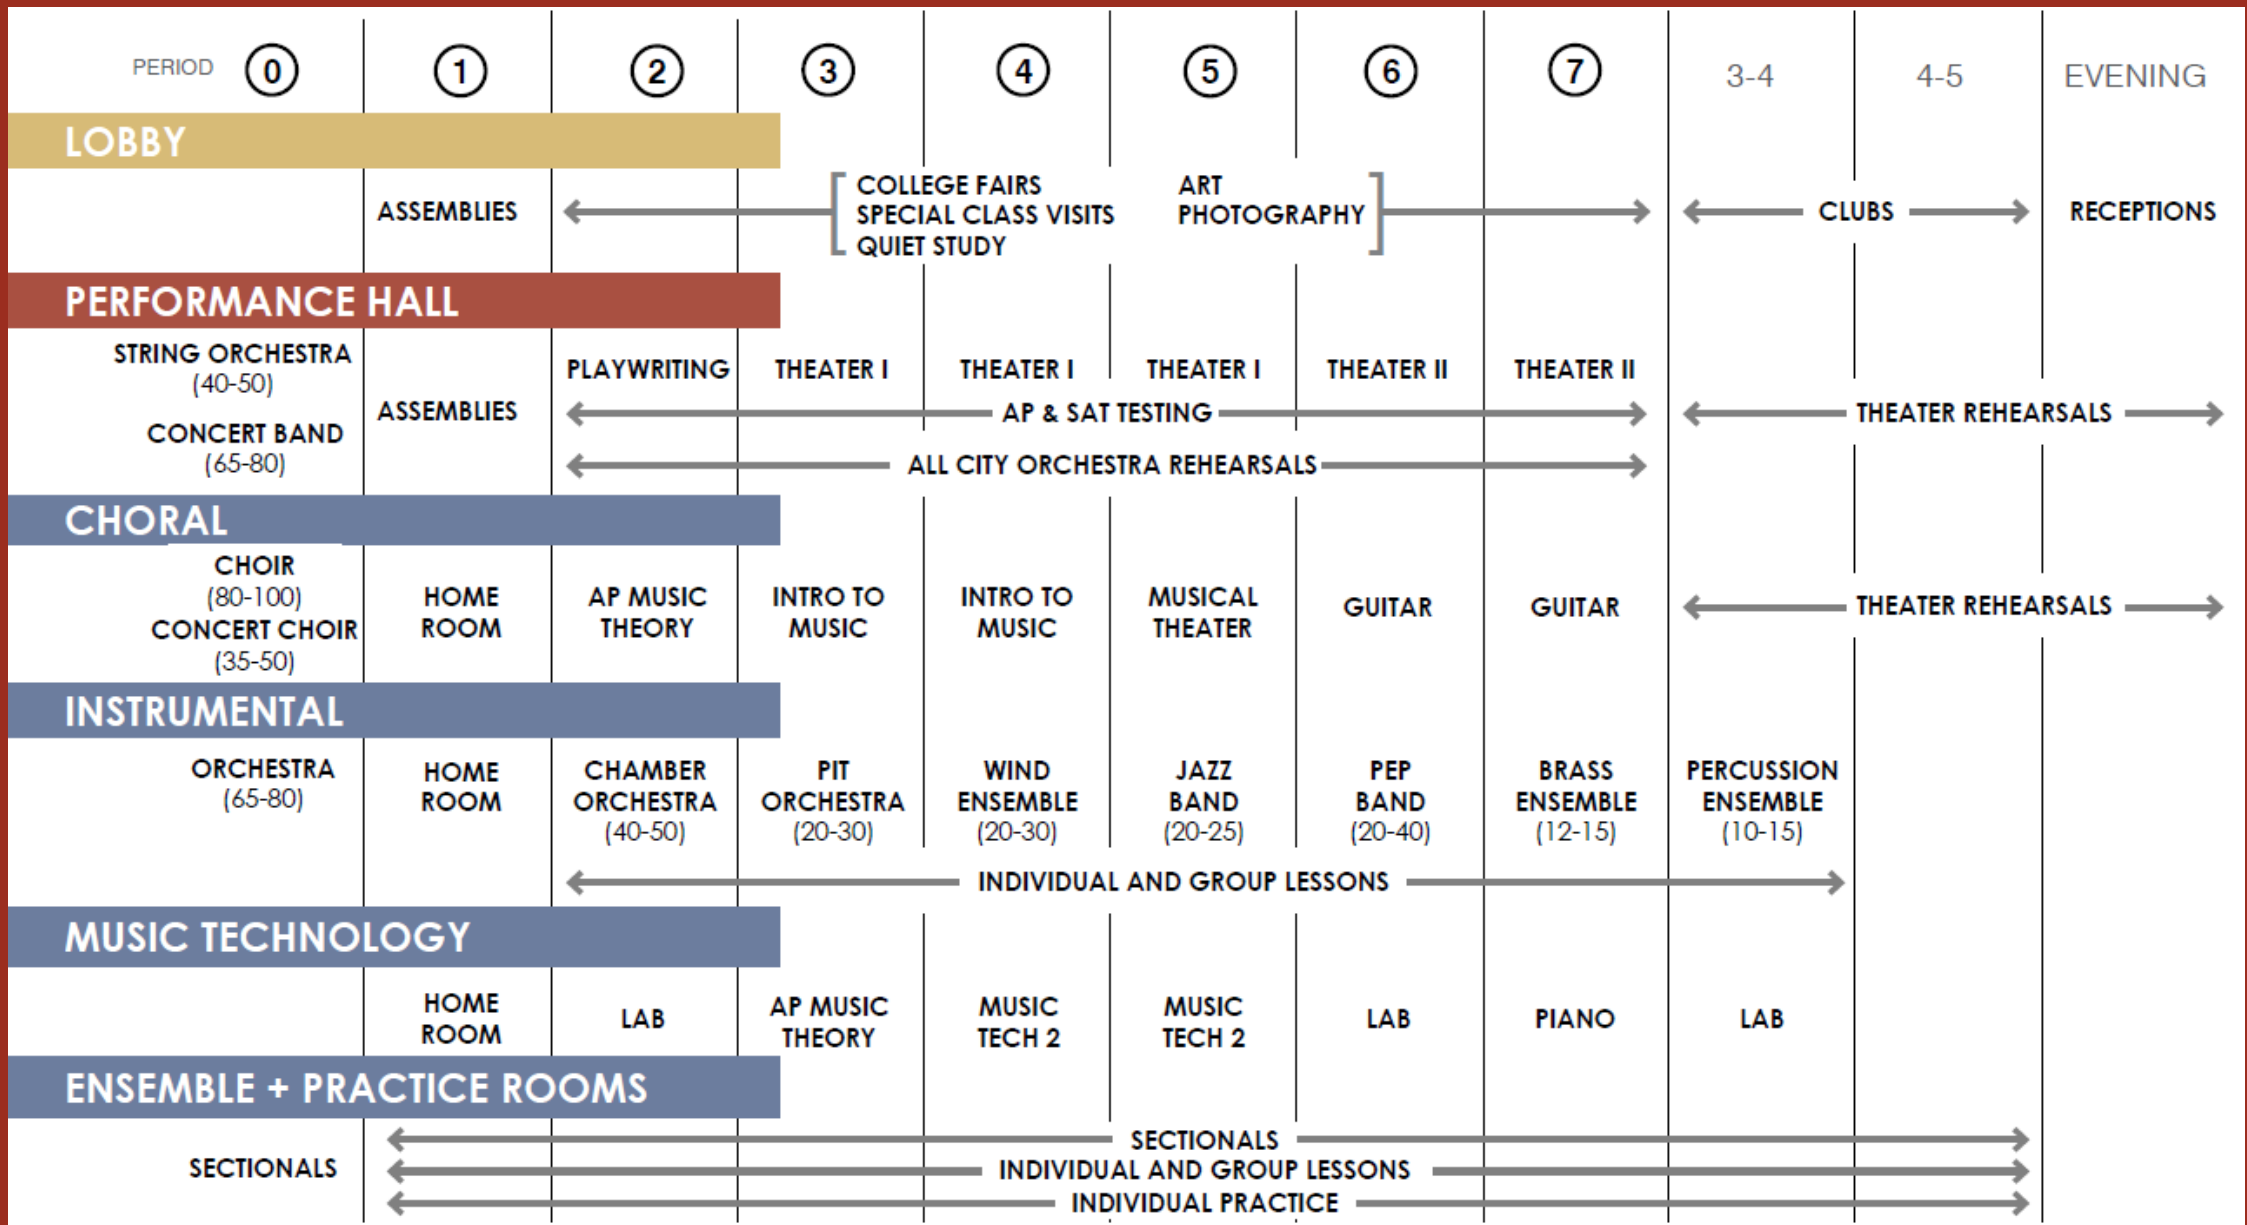 PERIOD 0 1 2 3 4 5 6 7 3-4 4-5 EVENING
LOBBY
ASSEMBLIES
COLLEGE FAIRS
SPECIAL CLASS VISITS
QUIET STUDY
ART
PHOTOGRAPHY
CLUBS
RECEPTIONS
PERFORMANCE HALL
STRING ORCHESTRA
(40-50)
CONCERT BAND
(65-80)
ASSEMBLIES
PLAYWRITING
THEATER I
THEATER I
THEATER I
THEATER II
THEATER II
AP & SAT TESTING
ALL CITY ORCHESTRA REHEARSALS
THEATER REHEARSALS
CHORAL
CHOIR
(80-100)
CONCERT CHOIR
(35-50)
HOME
ROOM
AP MUSIC
THEORY
INTRO TO
MUSIC
INTRO TO
MUSIC
MUSICAL
THEATER
GUITAR
GUITAR
THEATER REHEARSALS
INSTRUMENTAL
ORCHESTRA
(65-80)
HOME
ROOM
CHAMBER
ORCHESTRA
(40-50)
PIT
ORCHESTRA
(20-30)
WIND
ENSEMBLE
(20-30)
JAZZ
BAND
(20-25)
PEP
BAND
(20-40)
BRASS
ENSEMBLE
(12-15)
PERCUSSION
ENSEMBLE
(10-15)
INDIVIDUAL AND GROUP LESSONS
MUSIC TECHNOLOGY
HOME
ROOM
LAB
AP MUSIC
THEORY
MUSIC
TECH 2
MUSIC
TECH 2
LAB
PIANO
LAB
ENSEMBLE + PRACTICE ROOMS
SECTIONALS
SECTIONALS
INDIVIDUAL AND GROUP LESSONS
INDIVIDUAL PRACTICE